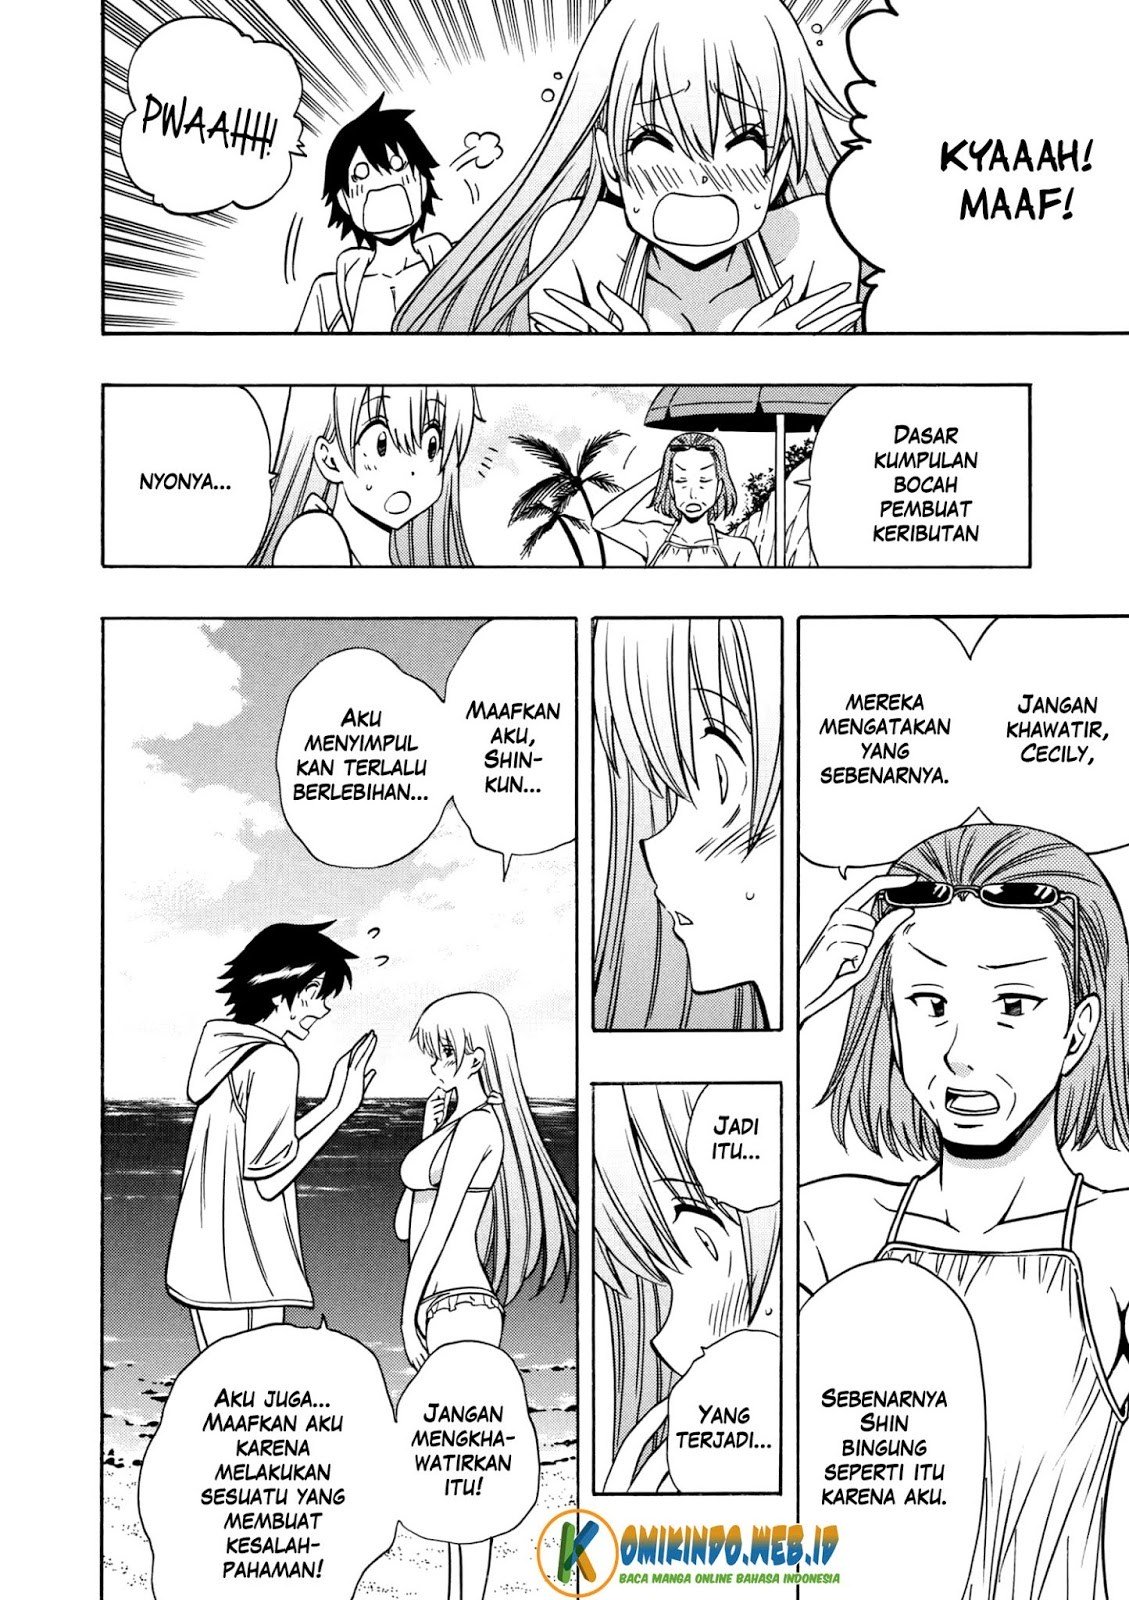 KYAAAH!
MAAF!
PWAAHHH!
DASAR
KUMPULAN
BOCAH
PEMBUAT
KERIBUTAN
NYONYA...
JANGAN
KHAWATIR,
CECILY,
MEREKA
MENGATAKAN
YANG
SEBENARNYA.
SEBENARNYA
SHIN
BINGUNG
SEPERTI ITU
KARENA AKU.
JADI
ITU...
YANG
TERJADI...
MAAFKAN
AKU,
SHIN-
KUN...
AKU
MENYIMPUL
KAN TERLALU
BERLEBIHAN...
JANGAN
MENGKHA-
WATIRKAN
ITU!
AKU JUGA...
MAAFKAN AKU
KARENA
MELAKUKAN
SESUATU YANG
MEMBUAT
KESALAH-
PAHAMAN!
KOMIKINDO.WEB.ID
BACA MANGA ONLINE BAHASA INDONESIA